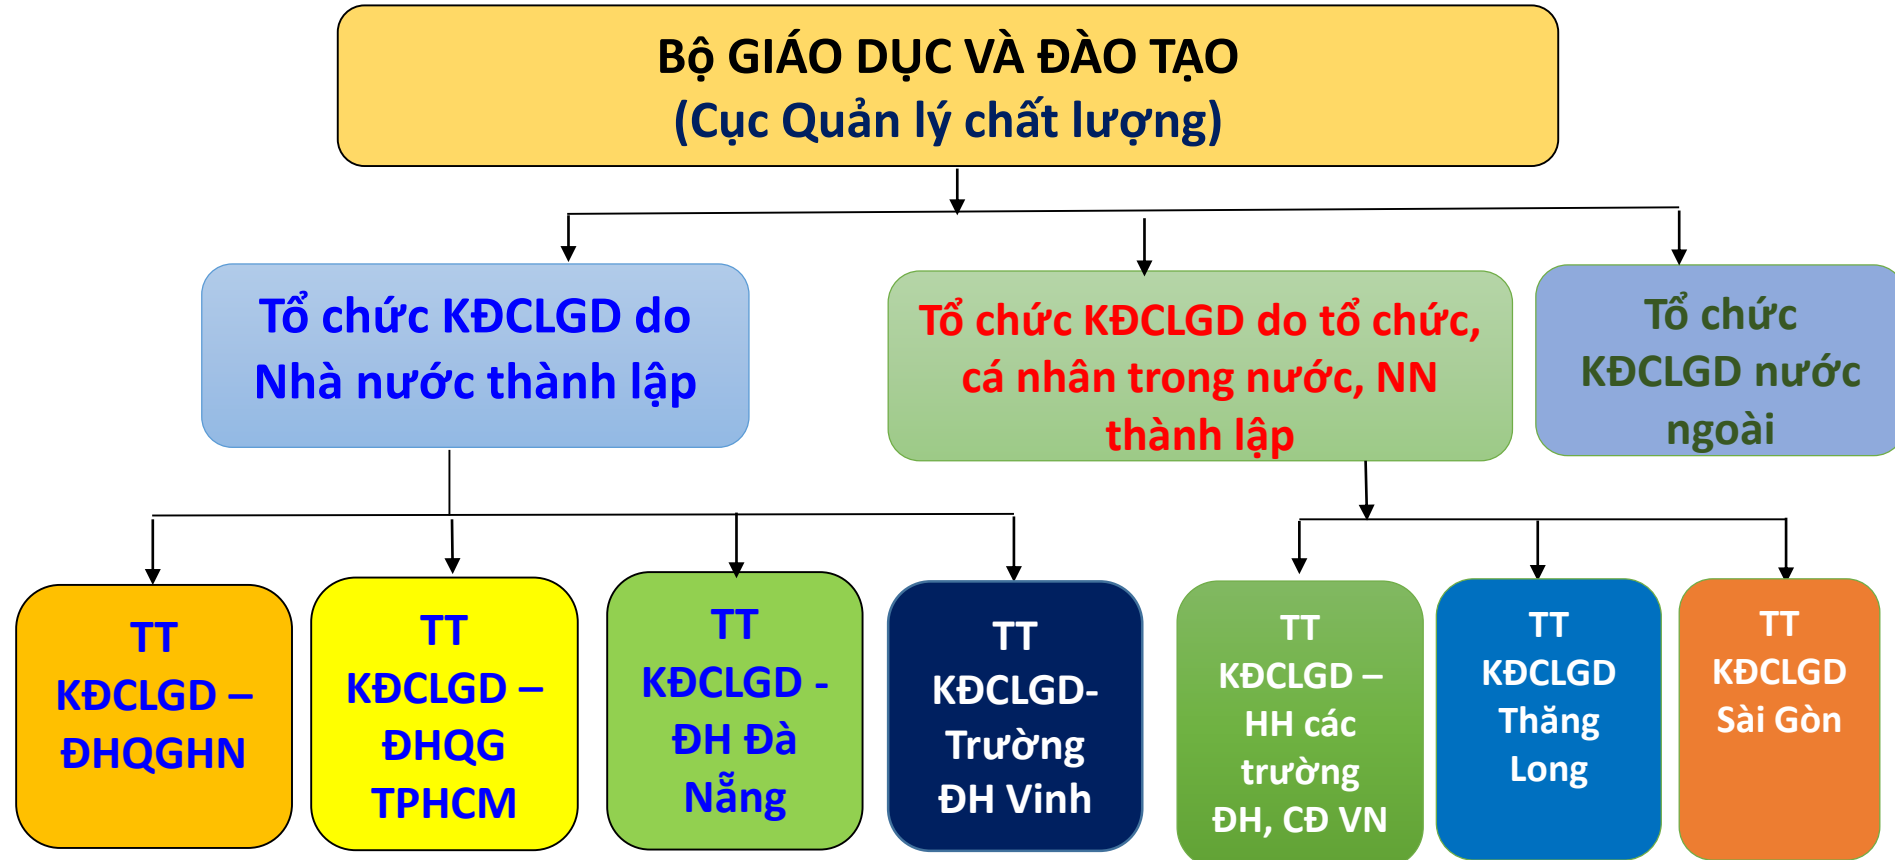 Bộ GIÁO DỤC VÀ ĐÀO TẠO
(Cục Quản lý chất lượng)
Tổ chức KĐCLGD do
Nhà nước thành lập
Tổ chức KĐCLGD do tổ chức,
cá nhân trong nước, NN
thành lập
Tổ chức
KĐCLGD nước
ngoài
TT
KĐCLGD –
ĐHQGHN
TT
KĐCLGD –
ĐHQG
TPHCM
TT
KĐCLGD -
ĐH Đà
Nẵng
TT
KĐCLGD-
Trường
ĐH Vinh
TT
KĐCLGD –
HH các
trường
ĐH, CĐ VN
TT
KĐCLGD
Thăng
Long
TT
KĐCLGD
Sài Gòn